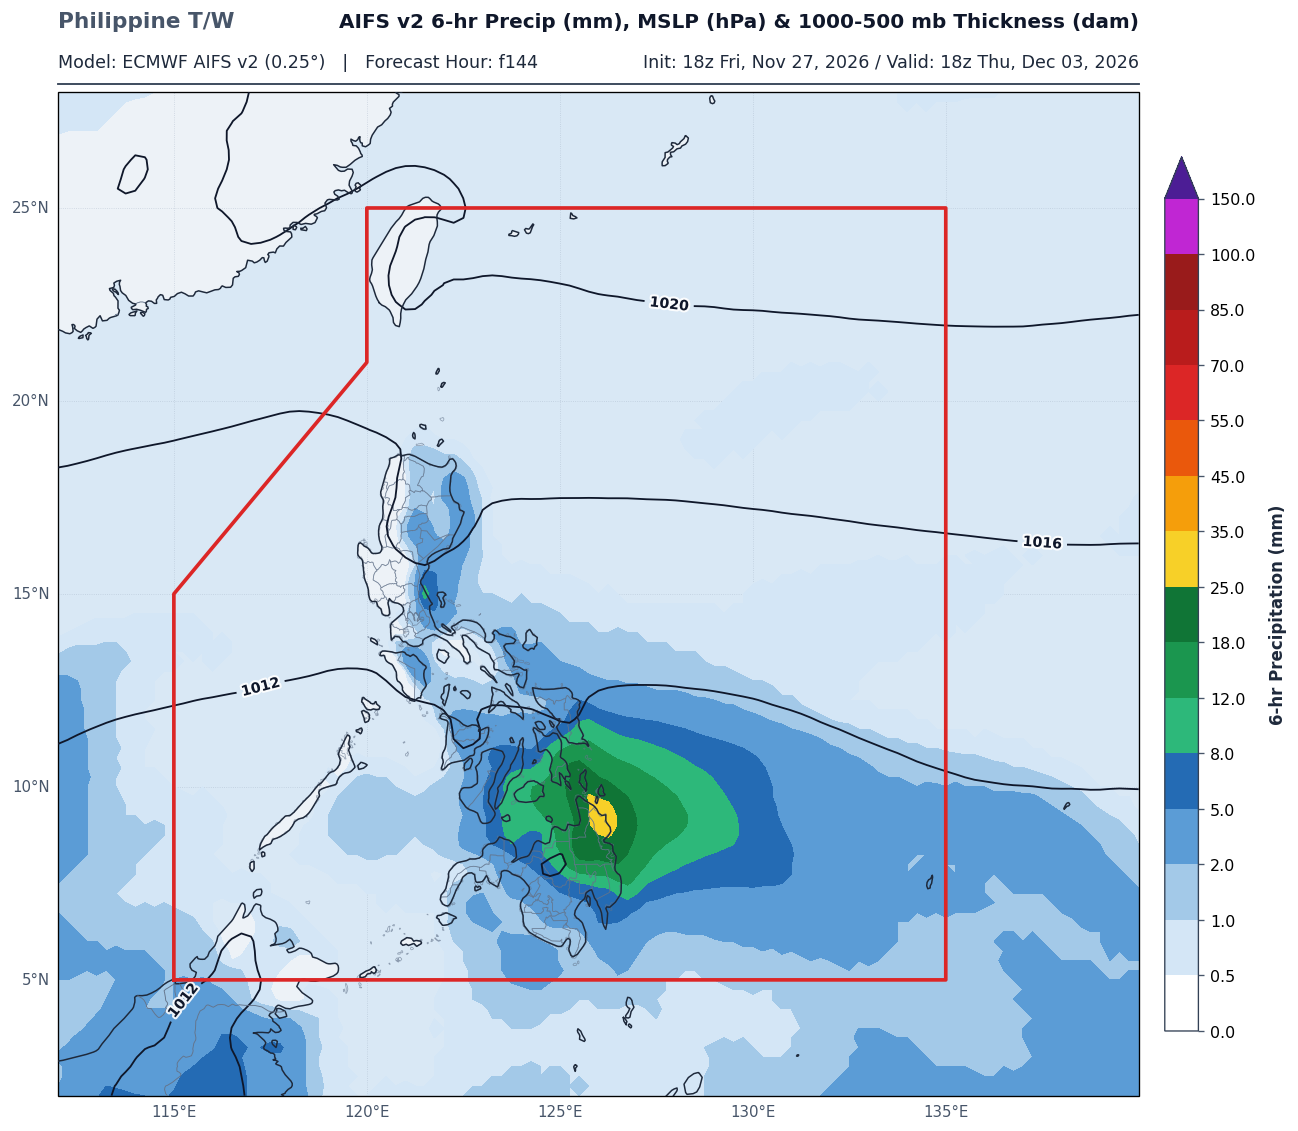 Philippine T/W
AIFS v2 6-hr Precip (mm), MSLP (hPa) & 1000-500 mb Thickness (dam)
Model: ECMWF AIFS v2 (0.25°) | Forecast Hour: f144
Init: 18z Fri, Nov 27, 2026 / Valid: 18z Thu, Dec 03, 2026
25°N
20°N
15°N
10°N
5°N
115°E
120°E
125°E
130°E
135°E
1020
1016
1012
1012
150.0
100.0
85.0
70.0
55.0
45.0
35.0
25.0
18.0
12.0
8.0
5.0
2.0
1.0
0.5
0.0
6-hr Precipitation (mm)